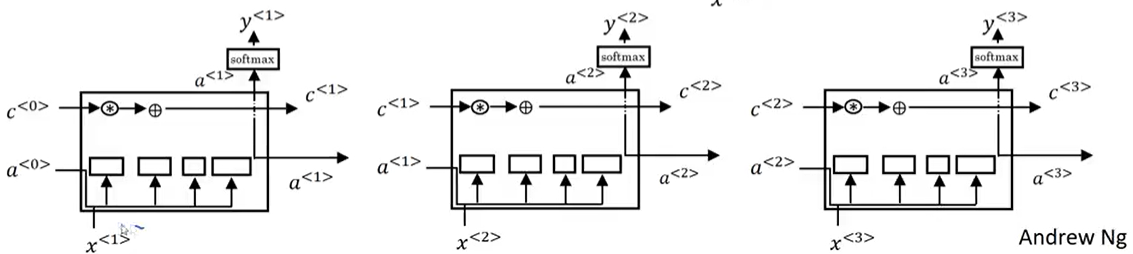 y<1> y<2> y<3>
softmax softmax softmax
a<1> a<2> a<3>
c<0> c<1> c<1> c<2> c<2> c<3>
a<0> a<1> a<1> a<2> a<2> a<3>
x<1> x<2> x<3>
Andrew Ng